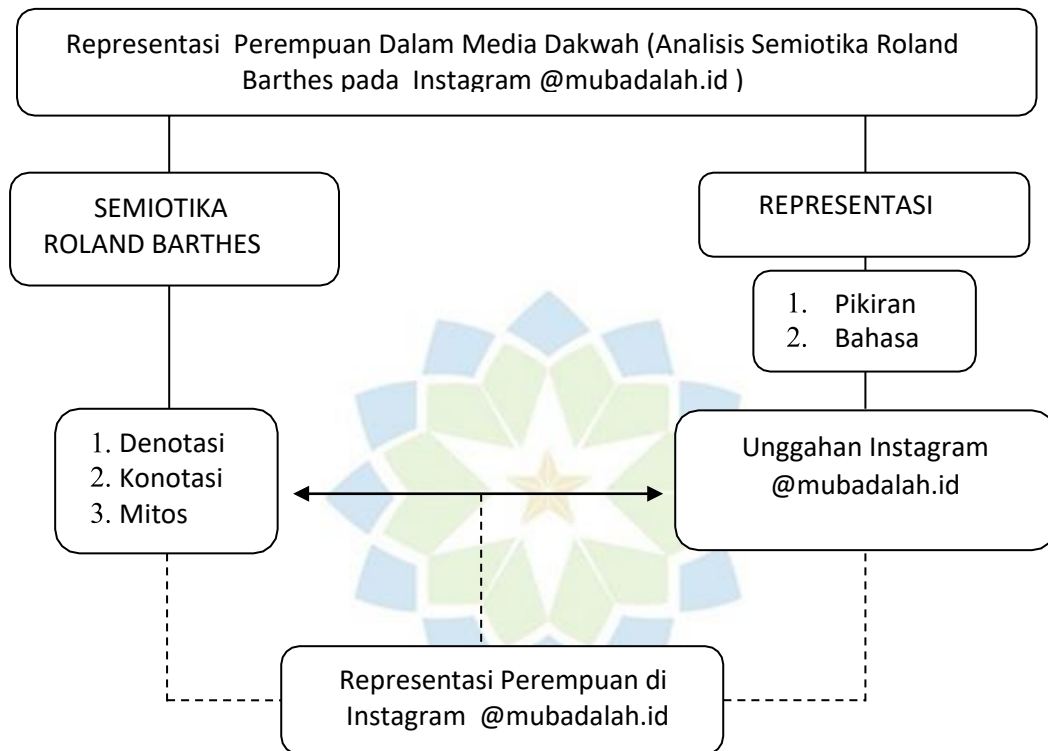 Representasi Perempuan Dalam Media Dakwah (Analisis Semiotika Roland
Barthes pada Instagram @mubadalah.id )
SEMIOTIKA
ROLAND BARTHES
REPRESENTASI
1. Pikiran
2. Bahasa
1. Denotasi
2. Konotasi
3. Mitos
Unggahan Instagram
@mubadalah.id
Representasi Perempuan di
Instagram @mubadalah.id